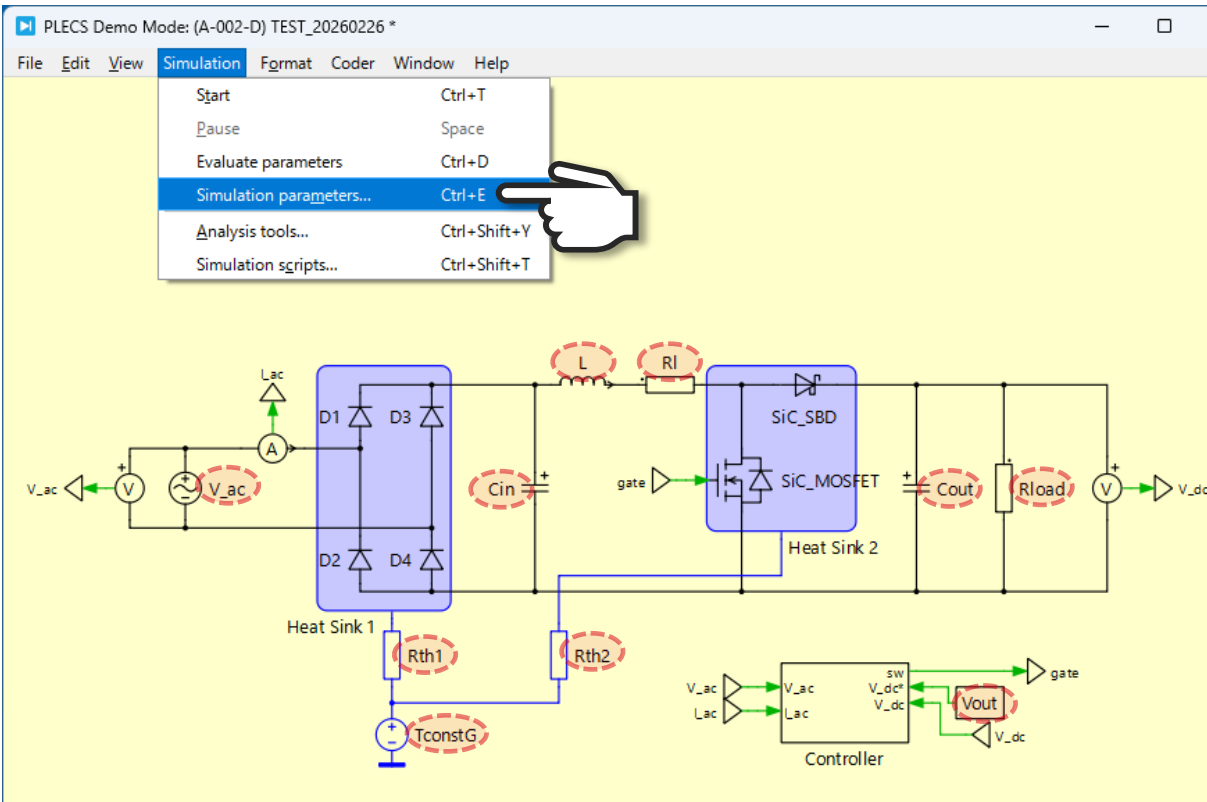 PLECS Demo Mode: (A-002-D) TEST_20260226 *
File Edit View Simulation Format Coder Window Help
Start Ctrl+T
Pause Space
Evaluate parameters Ctrl+D
Simulation parameters... Ctrl+E
Analysis tools... Ctrl+Shift+Y
Simulation scripts... Ctrl+Shift+T
I_ac
L
Rl
A
D1
D3
SiC_SBD
V_ac
V
V_ac
Cin
gate
SiC_MOSFET
Cout
Rload
V
V_dc
D2
D4
Heat Sink 2
Heat Sink 1
Rth1
Rth2
V_ac
I_ac
V_ac
I_ac
sw
V_dc*
V_dc
gate
Vout
V_dc
TconstG
Controller